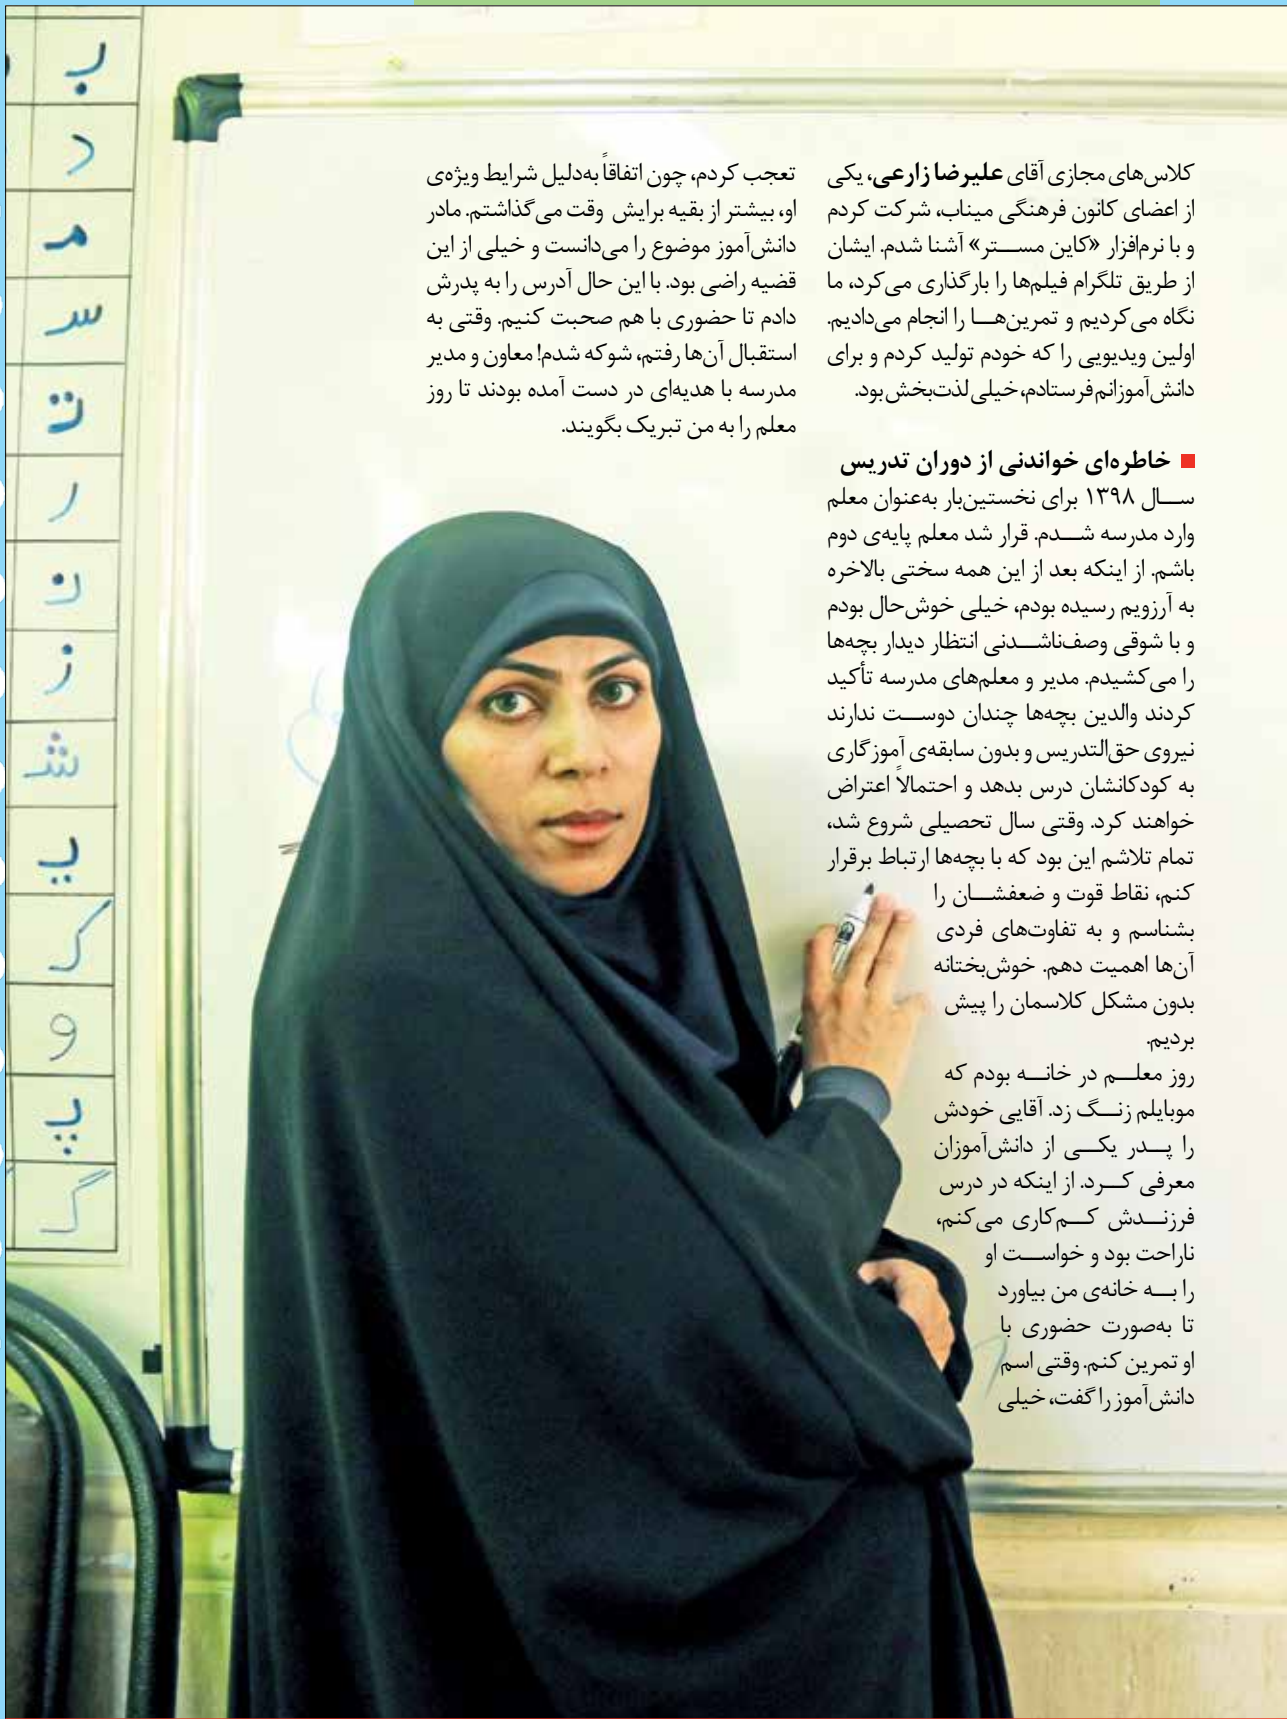 کلاس‌های مجازی آقای علیرضا زارعی، یکی
از اعضای کانون فرهنگی میناب، شرکت کردم
و با نرم‌افزار «کاین مستر» آشنا شدم. ایشان
از طریق تلگرام فیلم‌ها را بارگذاری می‌کرد، ما
نگاه می‌کردیم و تمرین‌ها را انجام می‌دادیم.
اولین ویدیویی را که خودم تولید کردم و برای
دانش‌آموزانم فرستادم، خیلی لذت‌بخش بود.
خاطره‌ای خواندنی از دوران تدریس
سال ۱۳۹۸ برای نخستین‌بار به‌عنوان معلم
وارد مدرسه شدم. قرار شد معلم پایه‌ی دوم
باشم. از اینکه بعد از این همه سختی بالاخره
به آرزویم رسیده بودم، خیلی خوش‌حال بودم
و با شوقی وصف‌ناشدنی انتظار دیدار بچه‌ها
را می‌کشیدم. مدیر و معلم‌های مدرسه تأکید
کردند والدین بچه‌ها چندان دوست ندارند
نیروی حق‌التدریس و بدون سابقه‌ی آموزگاری
به کودکانشان درس بدهد و احتمالاً اعتراض
خواهند کرد. وقتی سال تحصیلی شروع شد،
تمام تلاشم این بود که با بچه‌ها ارتباط برقرار
کنم، نقاط قوت و ضعفشان را
بشناسم و به تفاوت‌های فردی
آن‌ها اهمیت دهم. خوش‌بختانه
بدون مشکل کلاسمان را پیش
بردیم.
روز معلم در خانه بودم که
موبایلم زنگ زد. آقایی خودش
را پدر یکی از دانش‌آموزان
معرفی کرد. از اینکه در درس
فرزندش کم‌کاری می‌کنم،
ناراحت بود و خواست او
را به خانه‌ی من بیاورد
تا به‌صورت حضوری با
او تمرین کنم. وقتی اسم
دانش‌آموز را گفت، خیلی
تعجب کردم، چون اتفاقاً به‌دلیل شرایط ویژه‌ی
او، بیشتر از بقیه برایش وقت می‌گذاشتم. مادر
دانش‌آموز موضوع را می‌دانست و خیلی از این
قضیه راضی بود. با این حال آدرس را به پدرش
دادم تا حضوری با هم صحبت کنیم. وقتی به
استقبال آن‌ها رفتم، شوکه شدم! معاون و مدیر
مدرسه با هدیه‌ای در دست آمده بودند تا روز
معلم را به من تبریک بگویند.
ب
د
م
س
ت
ر
ن
ز
ش
ی
ک
و
پ
گ